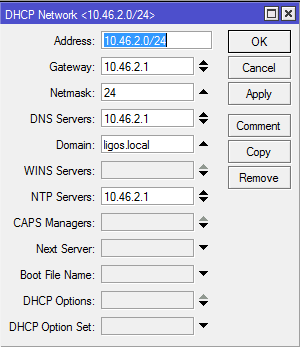 DHCP Network <10.46.2.0/24>
Address: 10.46.2.0/24 OK
Gateway: 10.46.2.1 Cancel
Netmask: 24 Apply
DNS Servers: 10.46.2.1 Comment
Domain: ligos.local Copy
WINS Servers: Remove
NTP Servers: 10.46.2.1
CAPS Managers:
Next Server:
Boot File Name:
DHCP Options:
DHCP Option Set: